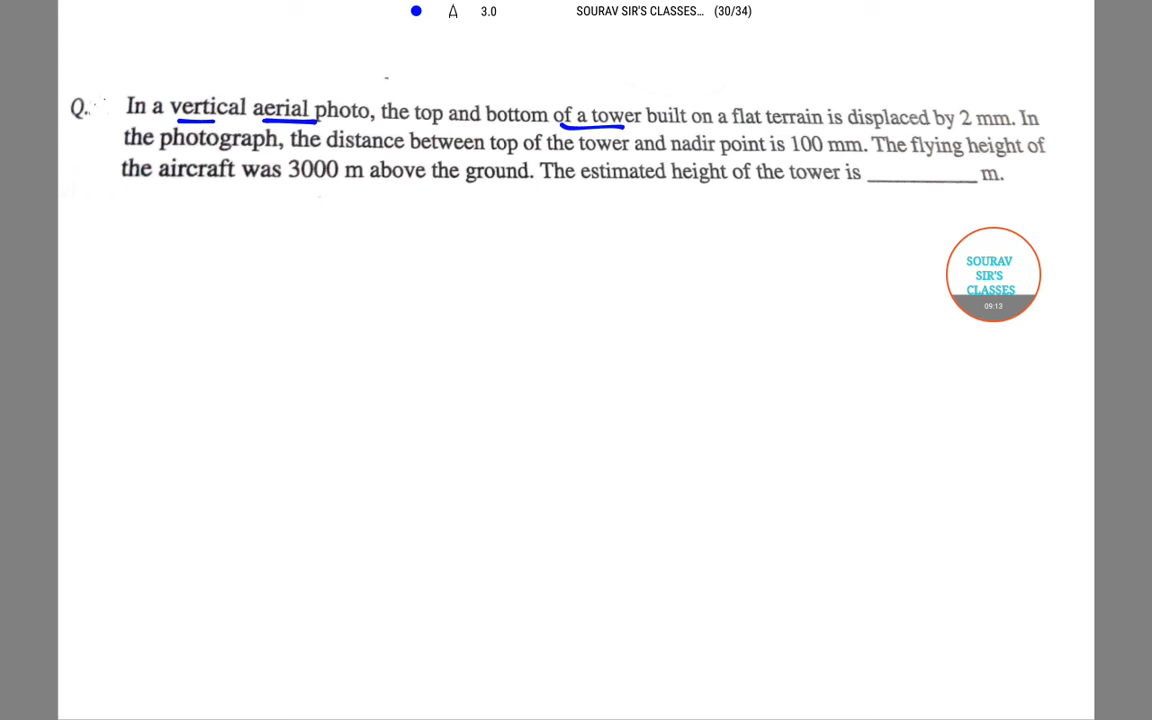 3.0 SOURAV SIR'S CLASSES... (30/34)
Q. In a vertical aerial photo, the top and bottom of a tower built on a flat terrain is displaced by 2 mm. In
the photograph, the distance between top of the tower and nadir point is 100 mm. The flying height of
the aircraft was 3000 m above the ground. The estimated height of the tower is __________ m.
SOURAV
SIR'S
CLASSES
09:13